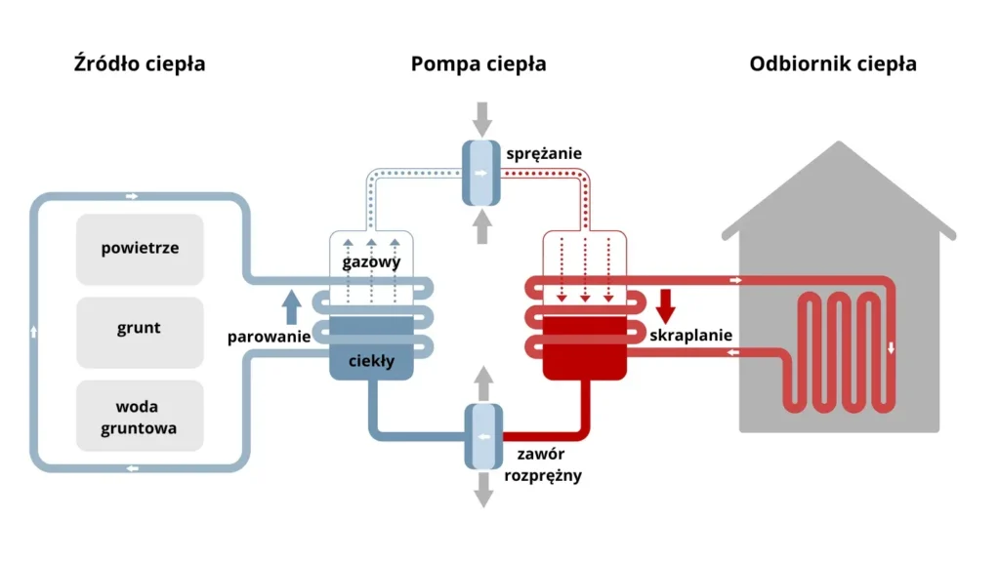 Źródło ciepła
Pompa ciepła
Odbiornik ciepła
sprężanie
powietrze
gazowy
grunt
parowanie
skraplanie
ciekły
woda
gruntowa
zawór
rozprężny